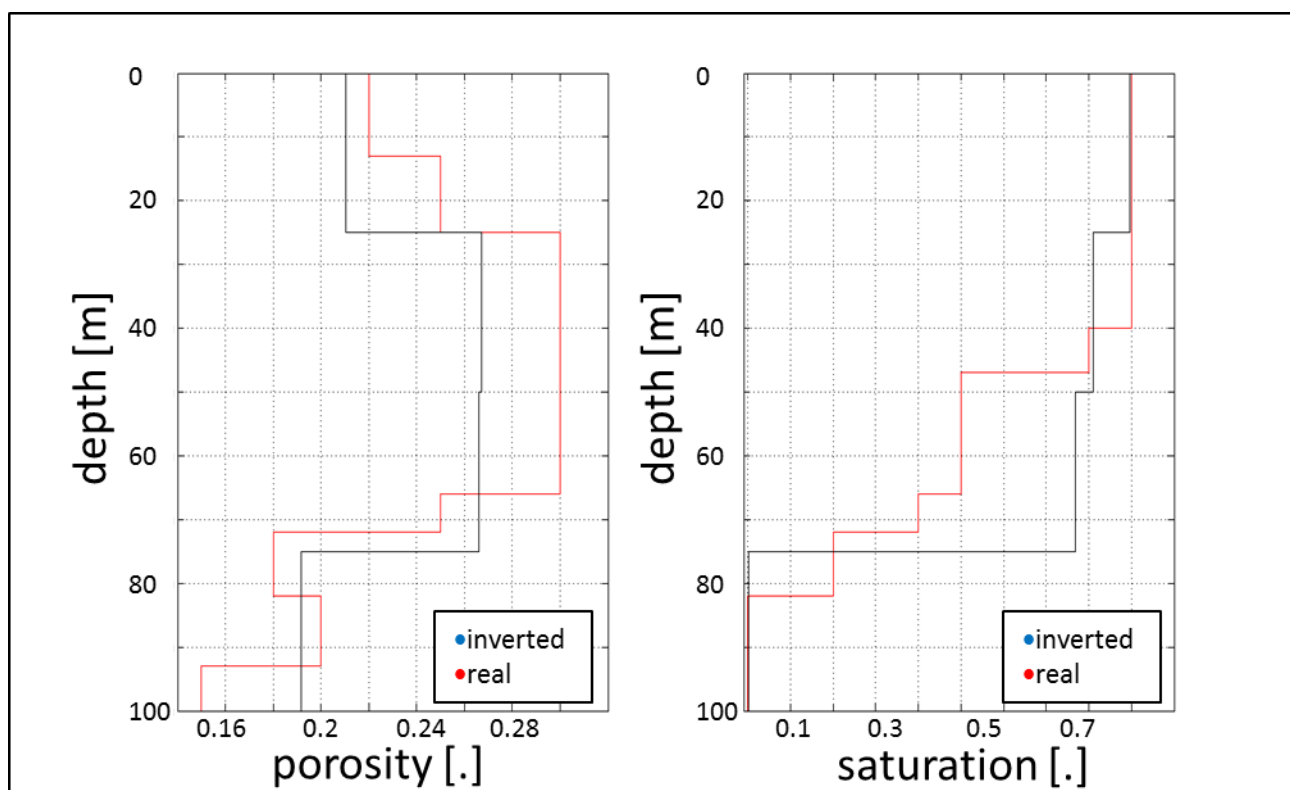 0
20
40
60
80
100
depth [m]
0.16
0.2
0.24
0.28
porosity [.]
inverted
real
0
20
40
60
80
100
depth [m]
0.1
0.3
0.5
0.7
saturation [.]
inverted
real